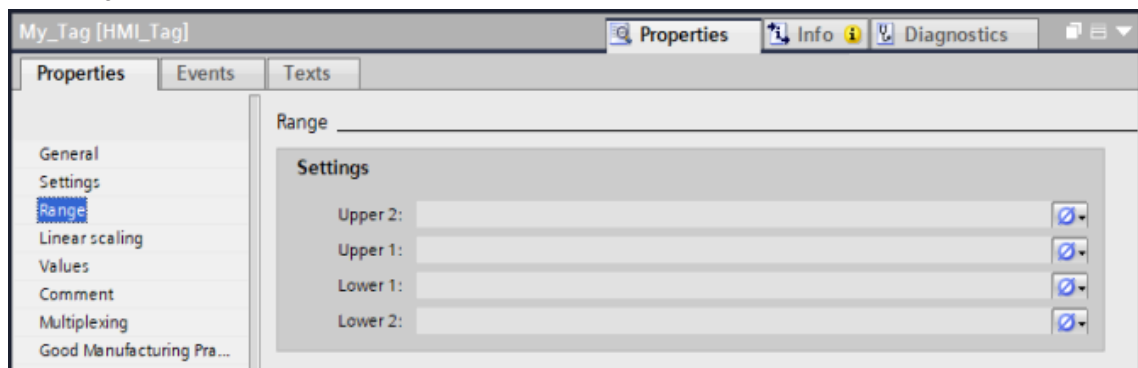 My_Tag [HMI_Tag]
Properties
Info
Diagnostics
Properties
Events
Texts
General
Settings
Range
Linear scaling
Values
Comment
Multiplexing
Good Manufacturing Pra...
Range
Settings
Upper 2:
Upper 1:
Lower 1:
Lower 2: